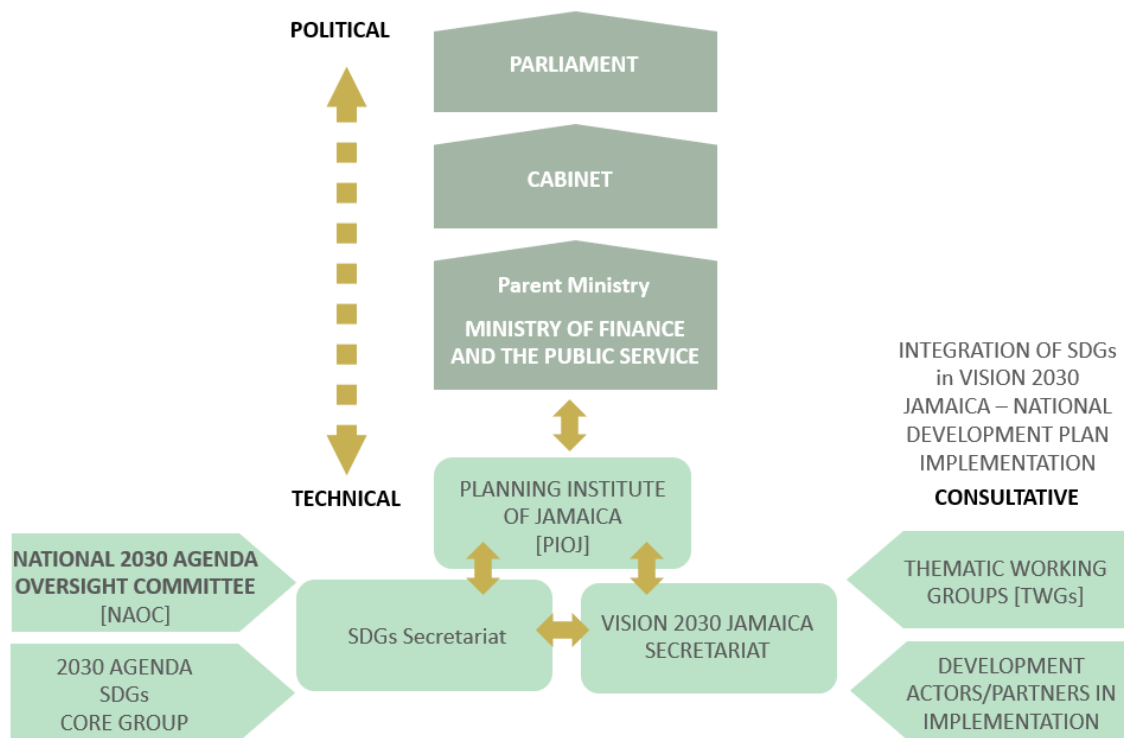 POLITICAL
PARLIAMENT
CABINET
Parent Ministry
MINISTRY OF FINANCE
AND THE PUBLIC SERVICE
INTEGRATION OF SDGs
in VISION 2030
JAMAICA – NATIONAL
DEVELOPMENT PLAN
IMPLEMENTATION
TECHNICAL
CONSULTATIVE
PLANNING INSTITUTE
OF JAMAICA
[PIOJ]
NATIONAL 2030 AGENDA
OVERSIGHT COMMITTEE
[NAOC]
THEMATIC WORKING
GROUPS [TWGs]
SDGs Secretariat
VISION 2030 JAMAICA
SECRETARIAT
2030 AGENDA
SDGs
CORE GROUP
DEVELOPMENT
ACTORS/PARTNERS IN
IMPLEMENTATION